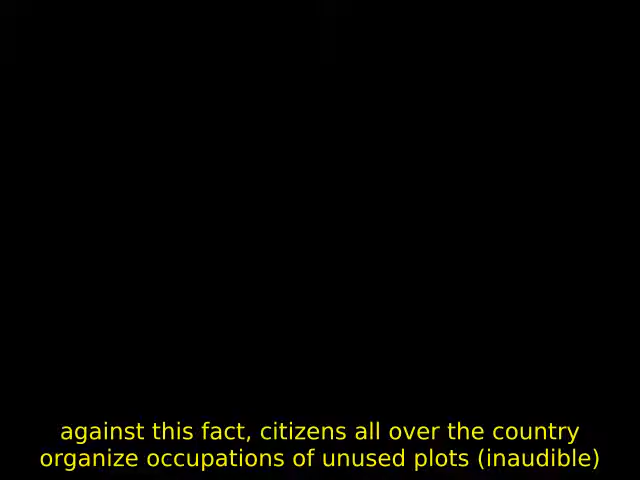 against this fact, citizens all over the country
organize occupations of unused plots (inaudible)